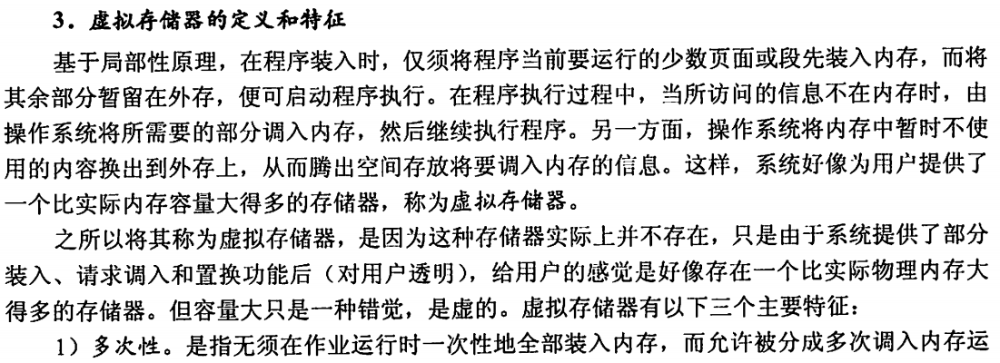 3．虚拟存储器的定义和特征
基于局部性原理，在程序装入时，仅须将程序当前要运行的少数页面或段先装入内存，而将
其余部分暂留在外存，便可启动程序执行。在程序执行过程中，当所访问的信息不在内存时，由
操作系统将所需要的部分调入内存，然后继续执行程序。另一方面，操作系统将内存中暂时不使
用的内容换出到外存上，从而腾出空间存放将要调入内存的信息。这样，系统好像为用户提供了
一个比实际内存容量大得多的存储器，称为虚拟存储器。
之所以将其称为虚拟存储器，是因为这种存储器实际上并不存在，只是由于系统提供了部分
装入、请求调入和置换功能后（对用户透明），给用户的感觉是好像存在一个比实际物理内存大
得多的存储器。但容量大只是一种错觉，是虚的。虚拟存储器有以下三个主要特征：
1）多次性。是指无须在作业运行时一次性地全部装入内存，而允许被分成多次调入内存运